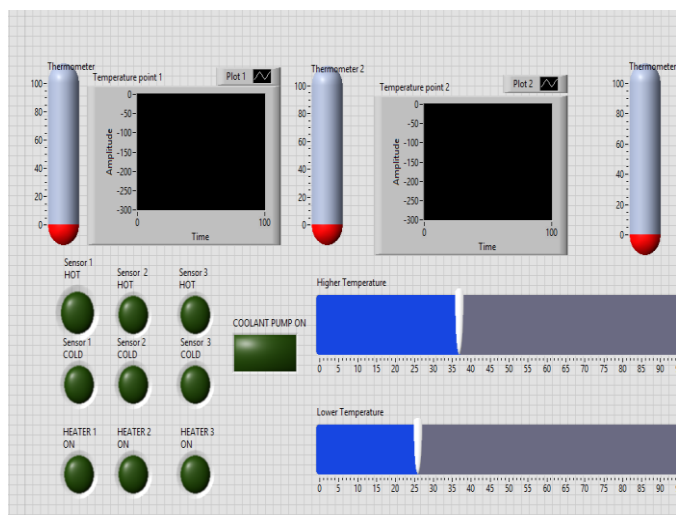 Thermometer
Temperature point 1
Plot 1
Thermometer 2
Temperature point 2
Plot 2
Thermometer
100-
80-
60-
40-
20-
0-
0-
-50-
-100-
-150-
-200-
-250-
-300-
Amplitude
0
100
Time
100-
80-
60-
40-
20-
0-
0-
-50-
-100-
-150-
-200-
-250-
-300-
Amplitude
0
100
Time
100-
80-
60-
40-
20-
0-
Sensor 1
HOT
Sensor 2
HOT
Sensor 3
HOT
Sensor 1
COLD
Sensor 2
COLD
Sensor 3
COLD
COOLANT PUMP ON
HEATER 1
ON
HEATER 2
ON
HEATER 3
ON
Higher Temperature
0 5 10 15 20 25 30 35 40 45 50 55 60 65 70 75 80 85 90
Lower Temperature
0 5 10 15 20 25 30 35 40 45 50 55 60 65 70 75 80 85 90